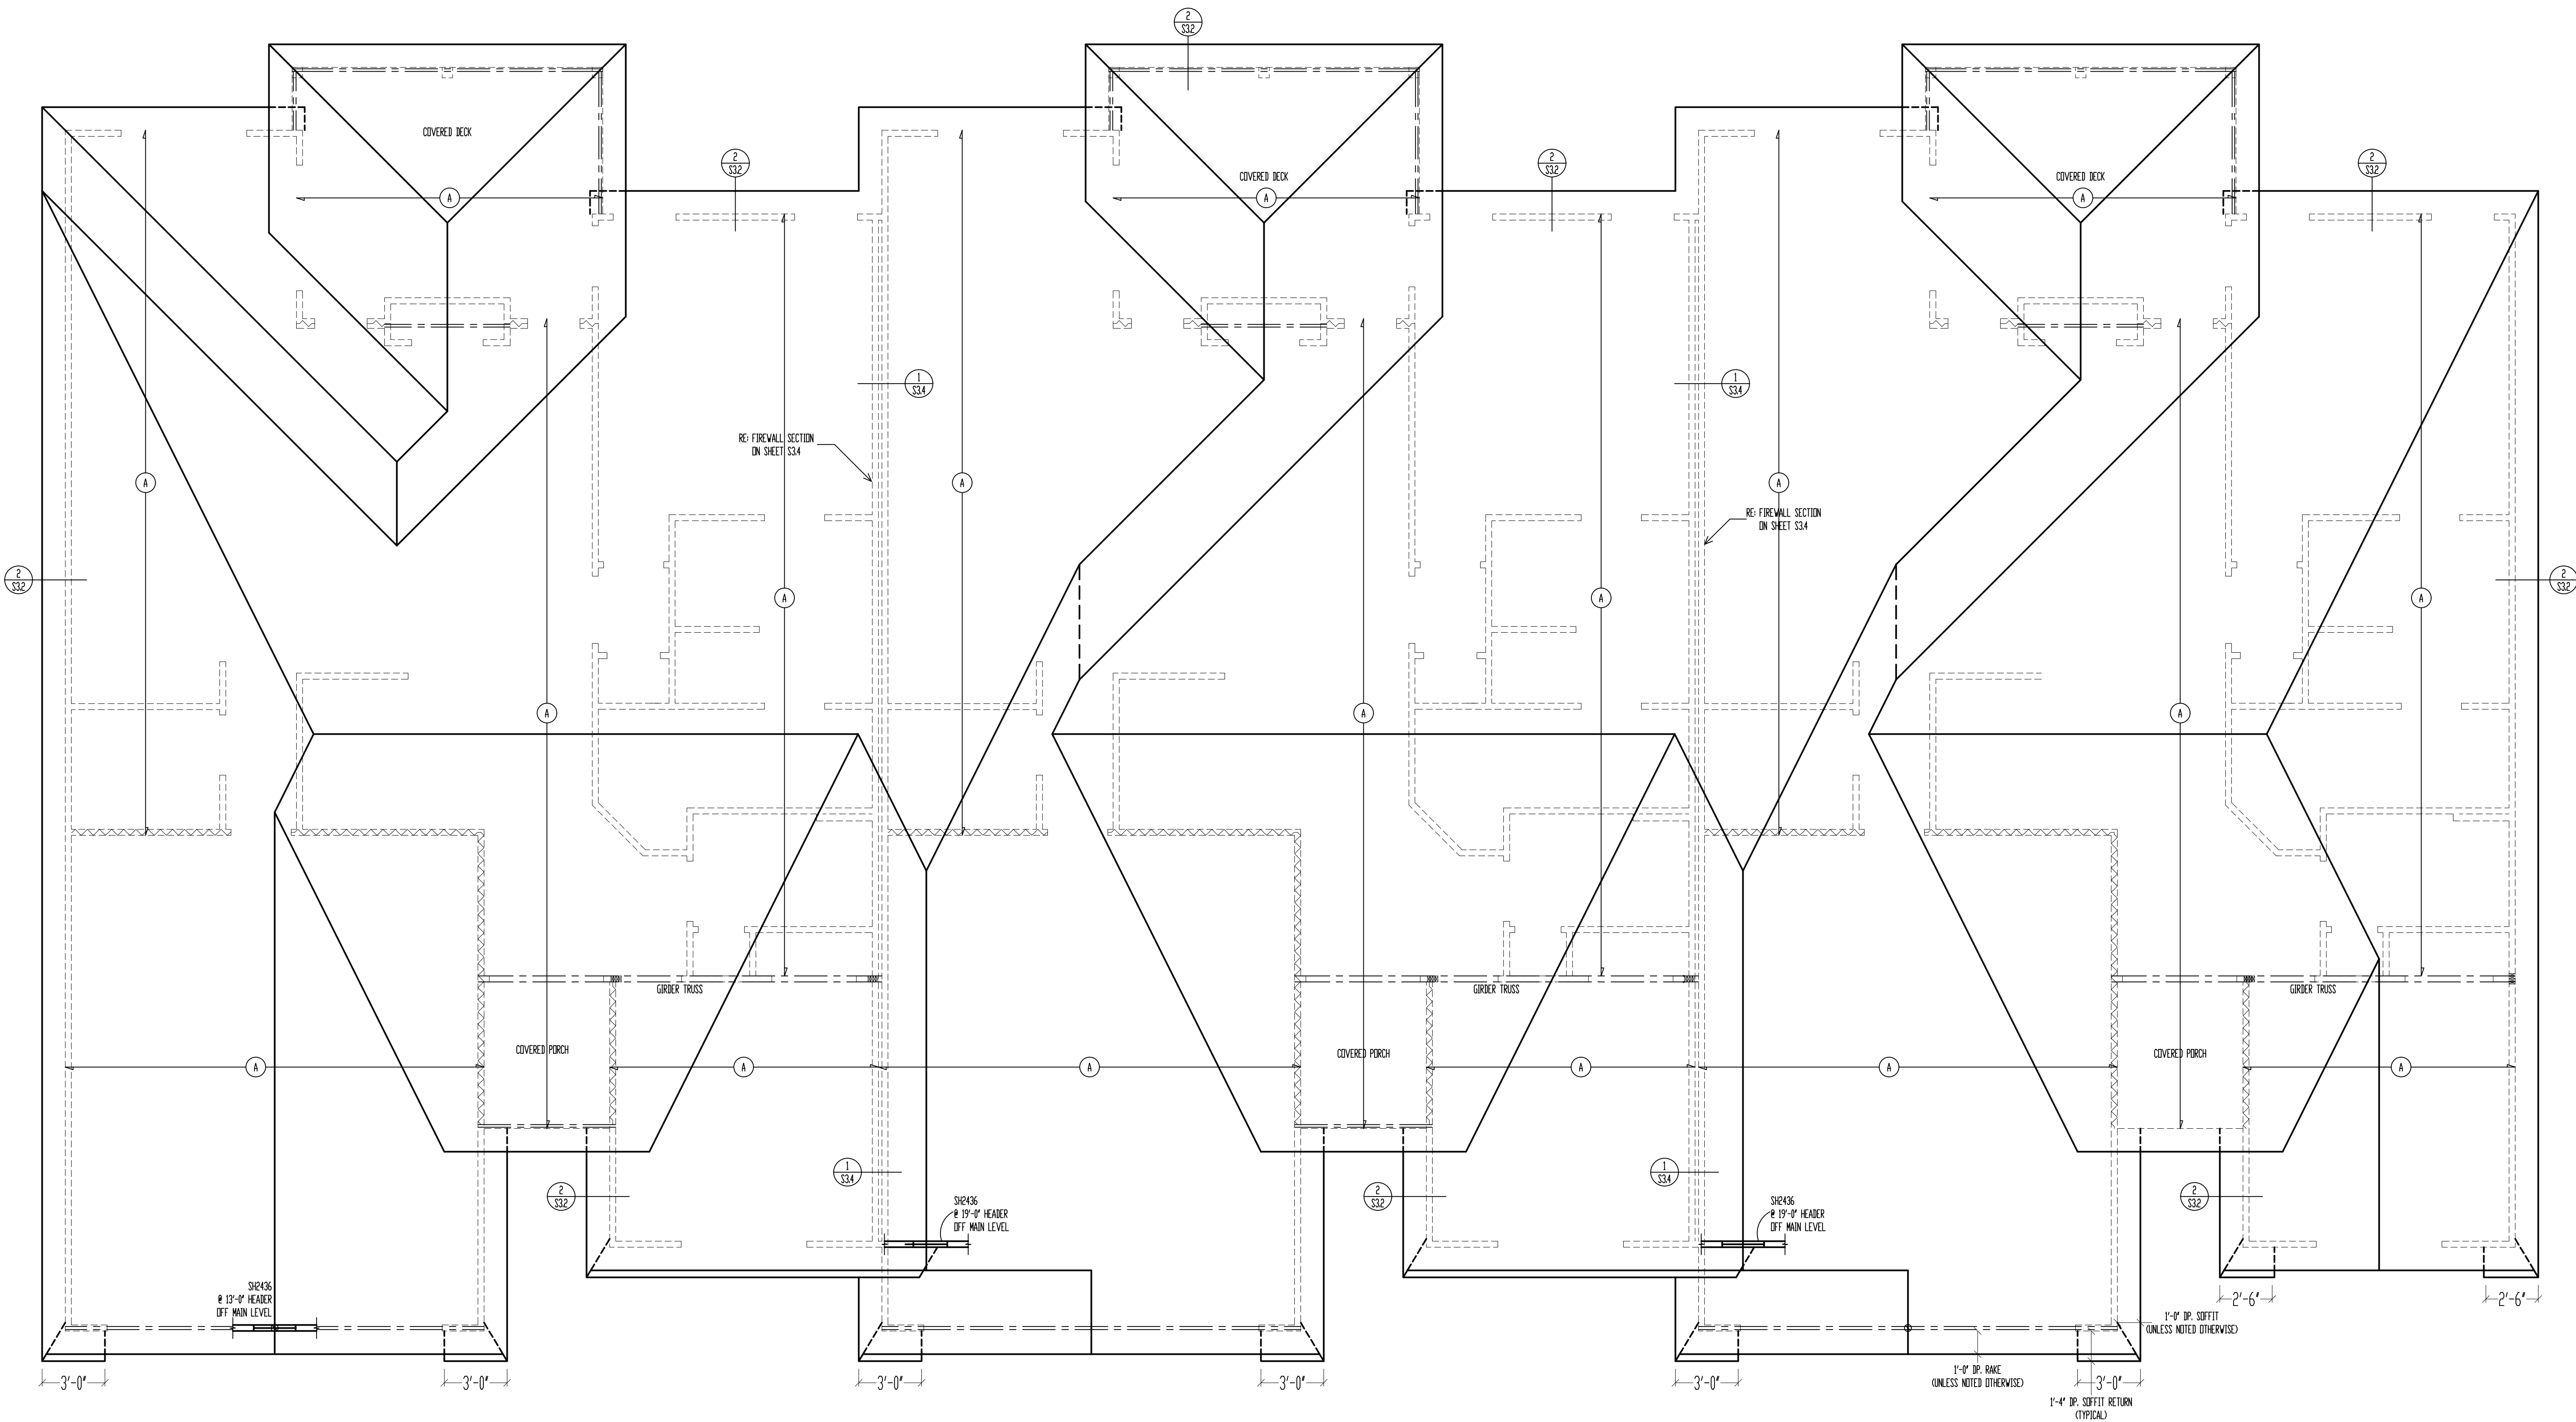 2
S3.2
COVERED DECK
COVERED DECK
COVERED DECK
2
S3.2
2
S3.2
2
S3.2
A
A
A
1
S3.4
1
S3.4
RE: FIREWALL SECTION
ON SHEET S3.4
A
A
A
RE: FIREWALL SECTION
ON SHEET S3.4
2
S3.2
2
S3.2
A
A
A
A
A
A
GIRDER TRUSS
GIRDER TRUSS
GIRDER TRUSS
COVERED PORCH
COVERED PORCH
COVERED PORCH
A
A
A
A
A
A
1
S3.4
1
S3.4
2
S3.2
2
S3.2
2
S3.2
SH2436
@ 19'-0" HEADER
OFF MAIN LEVEL
SH2436
@ 19'-0" HEADER
OFF MAIN LEVEL
SH2436
@ 13'-0" HEADER
OFF MAIN LEVEL
2'-6"
2'-6"
1'-0" DP. SOFFIT
(UNLESS NOTED OTHERWISE)
1'-0" DP. RAKE
(UNLESS NOTED OTHERWISE)
3'-0"
3'-0"
3'-0"
3'-0"
3'-0"
3'-0"
1'-4" DP. SOFFIT RETURN
(TYPICAL)